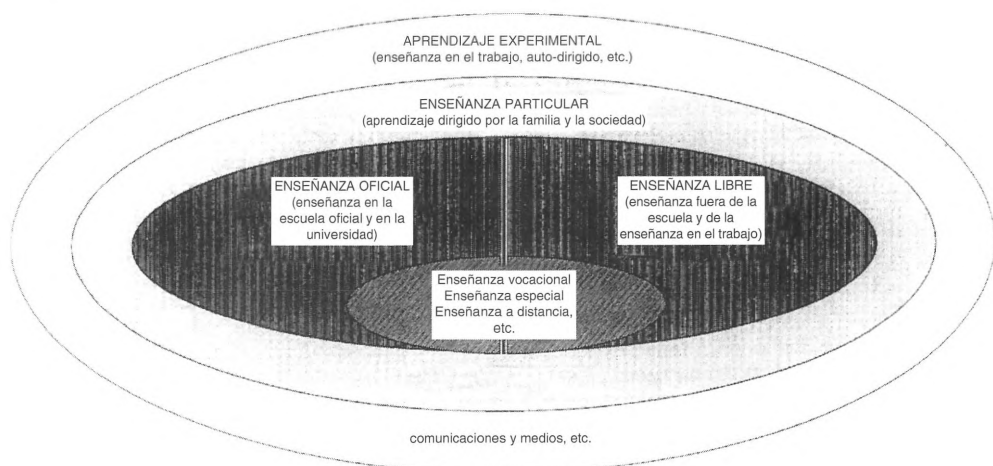 APRENDIZAJE EXPERIMENTAL
(enseñanza en el trabajo, auto-dirigido, etc.)
ENSEÑANZA PARTICULAR
(aprendizaje dirigido por la familia y la sociedad)
ENSEÑANZA OFICIAL
(enseñanza en la
escuela oficial y en la
universidad)
ENSEÑANZA LIBRE
(enseñanza fuera de la
escuela y de la
enseñanza en el trabajo)
Enseñanza vocacional
Enseñanza especial
Enseñanza a distancia,
etc.
comunicaciones y medios, etc.